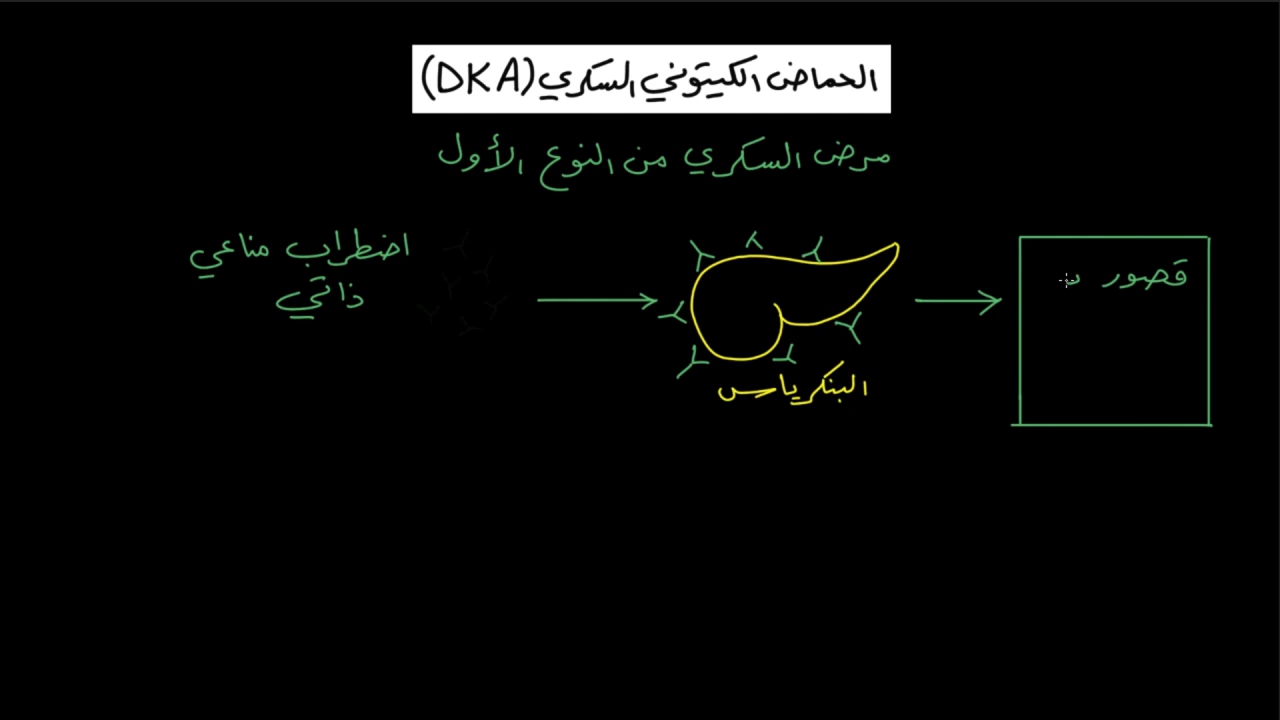 الحماض الكيتوني السكري (DKA)
مرض السكري من النوع الأول
اضطراب مناعي
ذاتي
البنكرياس
قصور